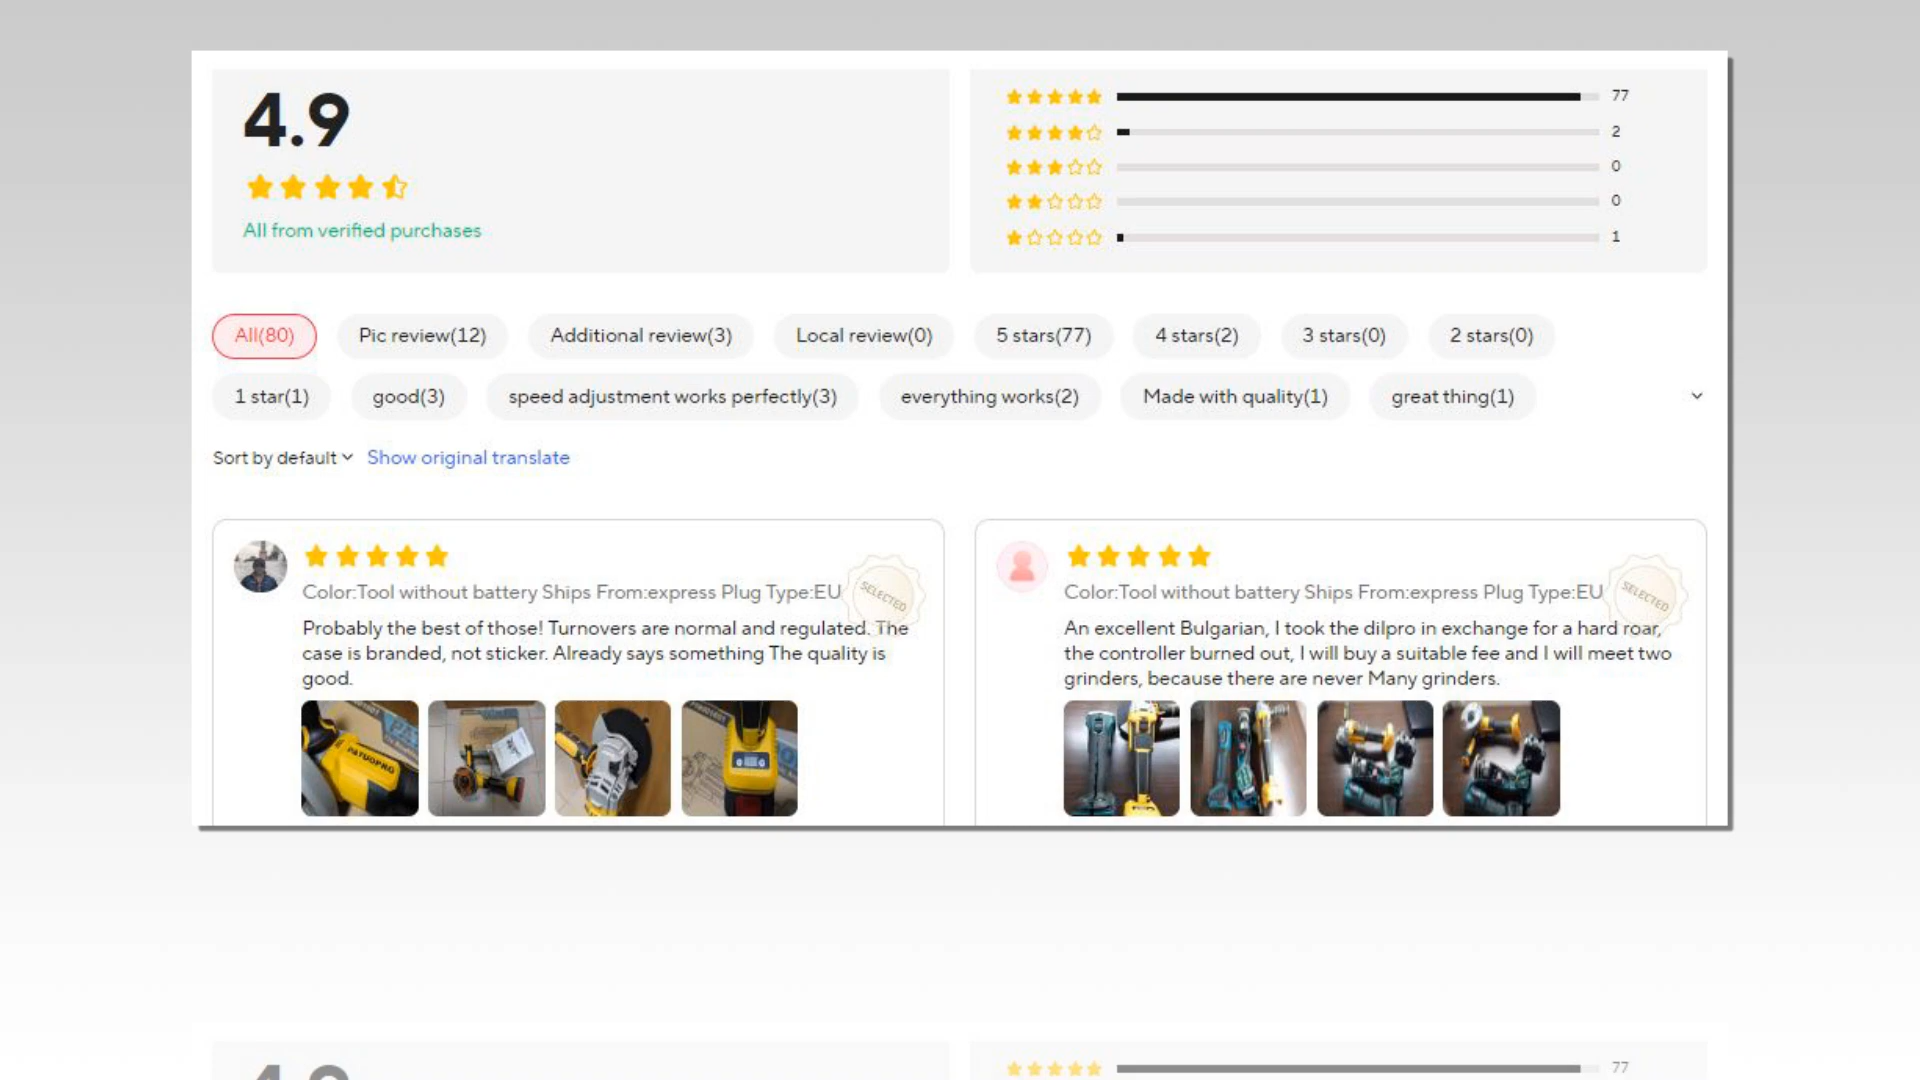 4.9
All from verified purchases
77
2
0
0
1
All(80)
Pic review(12)
Additional review(3)
Local review(0)
5 stars(77)
4 stars(2)
3 stars(0)
2 stars(0)
1 star(1)
good(3)
speed adjustment works perfectly(3)
everything works(2)
Made with quality(1)
great thing(1)
Sort by default
Show original translate
Color:Tool without battery Ships From:express Plug Type:EU
SELECTED
Probably the best of those! Turnovers are normal and regulated. The
case is branded, not sticker. Already says something The quality is
good.
PATUOPRO
Color:Tool without battery Ships From:express Plug Type:EU
SELECTED
An excellent Bulgarian, I took the dilpro in exchange for a hard roar,
the controller burned out, I will buy a suitable fee and I will meet two
grinders, because there are never Many grinders.
4.9
77